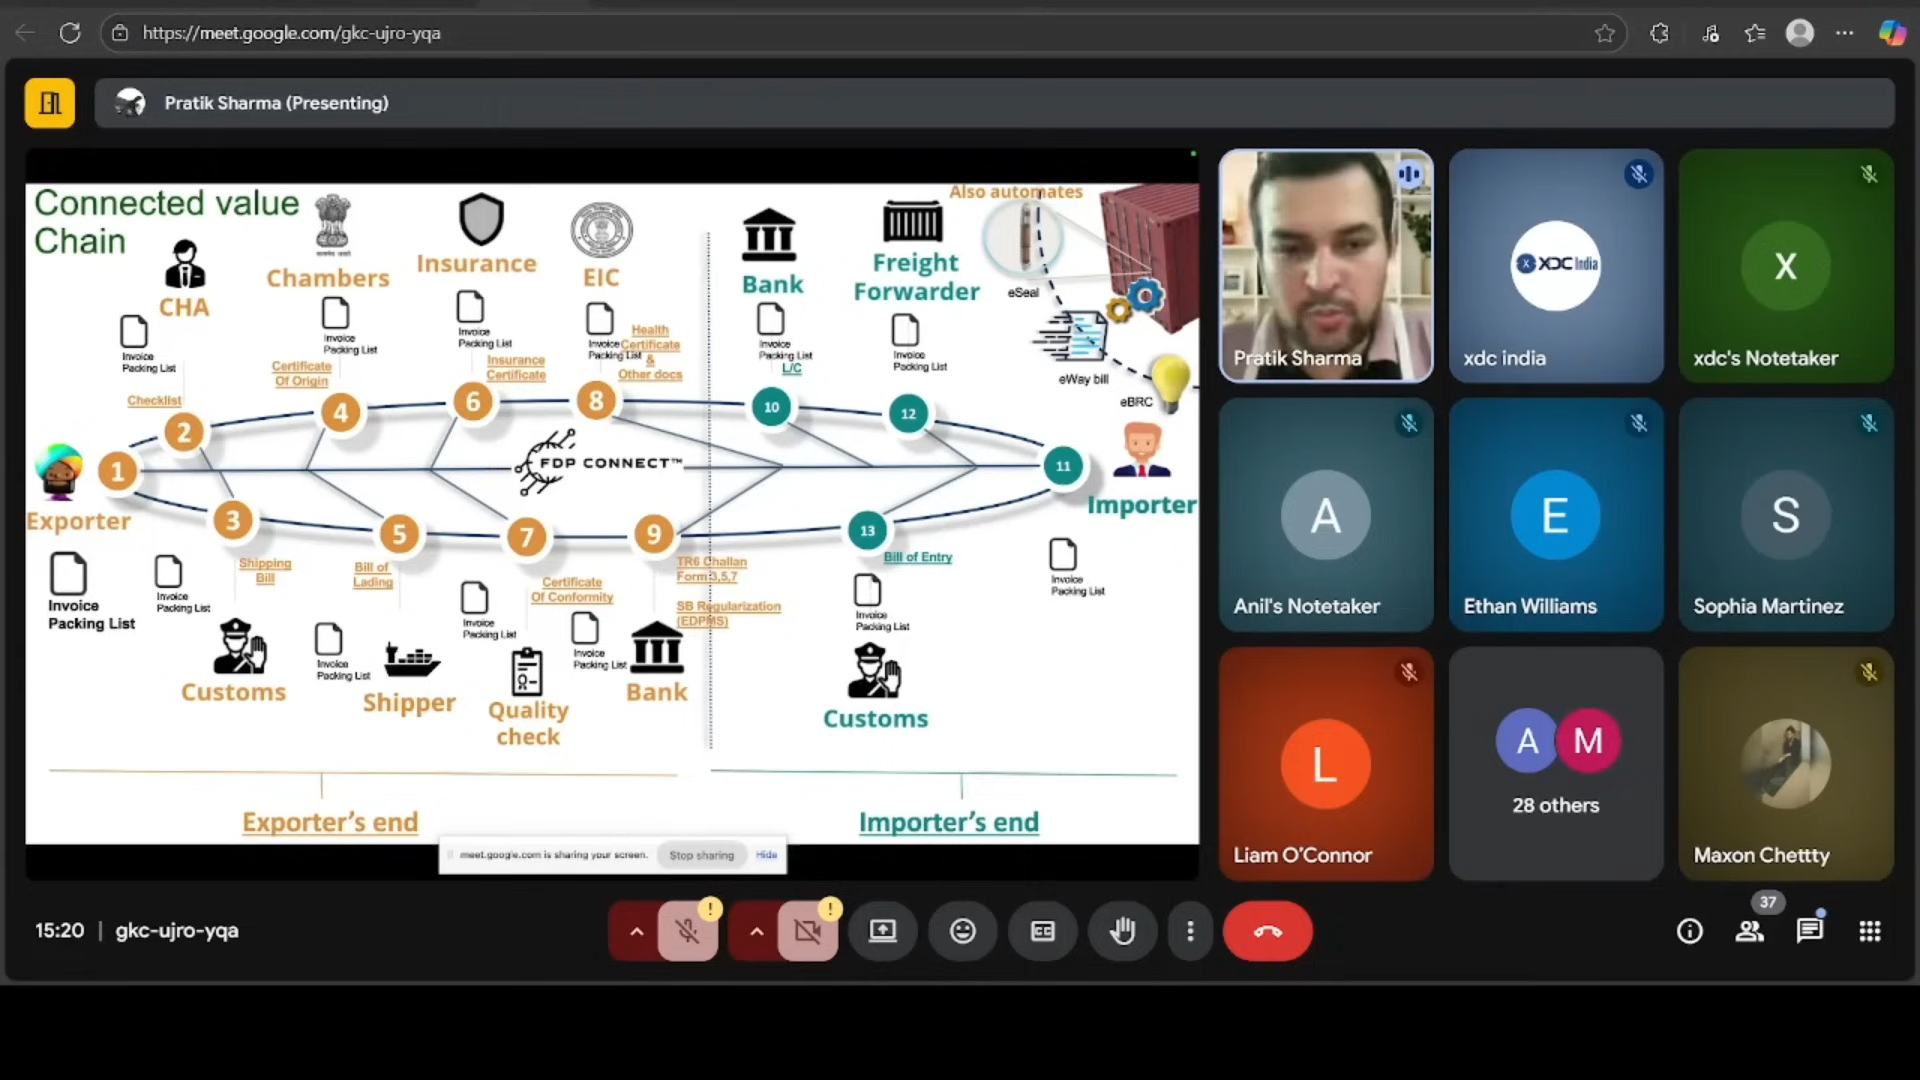 https://meet.google.com/gkc-ujro-yqa
Pratik Sharma (Presenting)
Connected value
Chain
CHA
Invoice
Packing List
Checklist
Chambers
Invoice
Packing List
Certificate
Of Origin
Insurance
Invoice
Packing List
Insurance
Certificate
EIC
Invoice
Packing List
Health
Certificate
&
Other docs
Bank
Invoice
Packing List
L/C
Freight
Forwarder
Invoice
Packing List
Also automates
eSeal
eWay bill
eBRC
1
2
3
4
5
6
7
8
9
10
12
11
13
FDP CONNECT™
Exporter
Invoice
Packing List
Invoice
Packing List
Shipping
Bill
Customs
Invoice
Packing List
Bill of
Lading
Shipper
Invoice
Packing List
Certificate
Of Conformity
Quality
check
Invoice
Packing List
TR6 Challan
Form 3,5,7
SB Regularization
(EDPMS)
Bank
Bill of Entry
Invoice
Packing List
Customs
Importer
Invoice
Packing List
Exporter's end
Importer's end
meet.google.com is sharing your screen.
Stop sharing
Hide
Pratik Sharma
XDC India
xdc india
X
xdc's Notetaker
A
Anil's Notetaker
E
Ethan Williams
S
Sophia Martinez
L
Liam O'Connor
A
M
28 others
Maxon Chettty
15:20 | gkc-ujro-yqa
!
!
CC
37